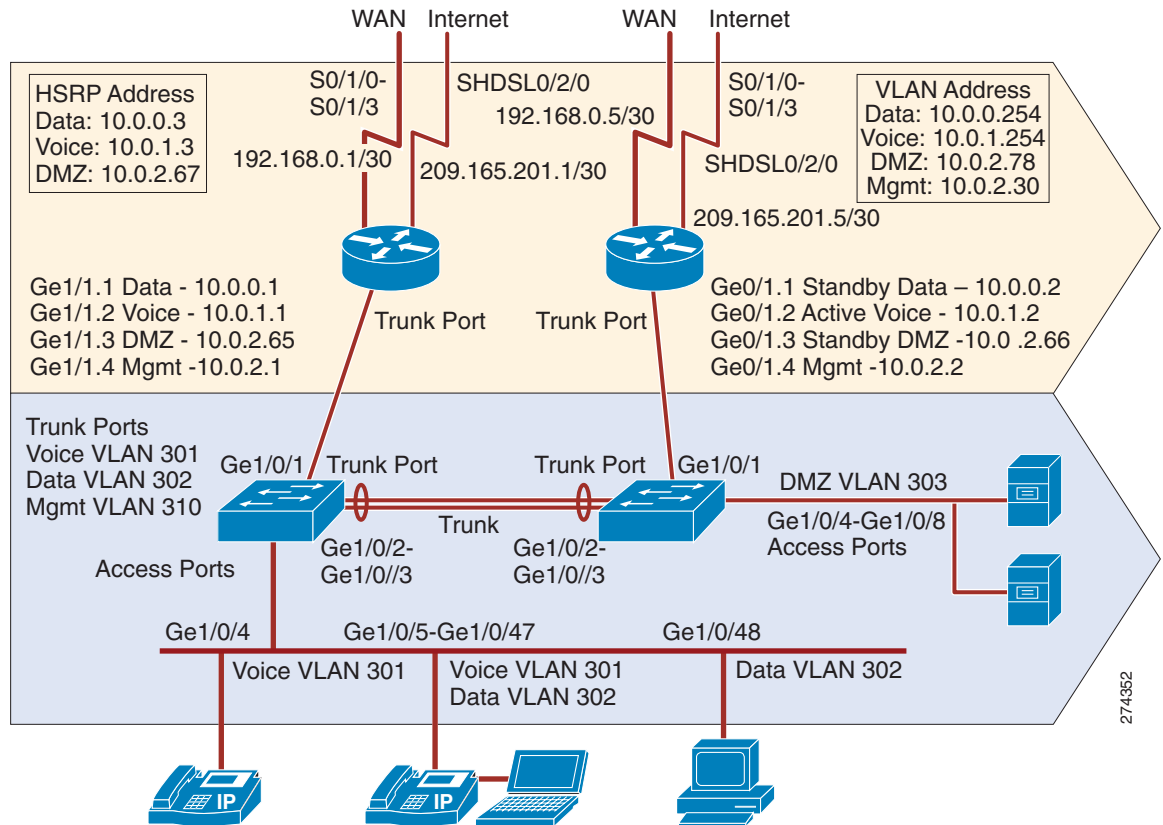 WAN Internet
WAN Internet
HSRP Address
Data: 10.0.0.3
Voice: 10.0.1.3
DMZ: 10.0.2.67
S0/1/0-
S0/1/3
SHDSL0/2/0
192.168.0.1/30
209.165.201.1/30
192.168.0.5/30
S0/1/0-
S0/1/3
SHDSL0/2/0
209.165.201.5/30
VLAN Address
Data: 10.0.0.254
Voice: 10.0.1.254
DMZ: 10.0.2.78
Mgmt: 10.0.2.30
Ge1/1.1 Data - 10.0.0.1
Ge1/1.2 Voice - 10.0.1.1
Ge1/1.3 DMZ - 10.0.2.65
Ge1/1.4 Mgmt -10.0.2.1
Trunk Port
Trunk Port
Ge0/1.1 Standby Data – 10.0.0.2
Ge0/1.2 Active Voice - 10.0.1.2
Ge0/1.3 Standby DMZ -10.0 .2.66
Ge0/1.4 Mgmt -10.0.2.2
Trunk Ports
Voice VLAN 301
Data VLAN 302
Mgmt VLAN 310
Ge1/0/1
Trunk Port
Trunk Port
Ge1/0/1
Trunk
Ge1/0/2-
Ge1/0//3
Ge1/0/2-
Ge1/0//3
DMZ VLAN 303
Ge1/0/4-Ge1/0/8
Access Ports
Access Ports
Ge1/0/4
Ge1/0/5-Ge1/0/47
Ge1/0/48
Voice VLAN 301
Voice VLAN 301
Data VLAN 302
Data VLAN 302
IP
IP
274352